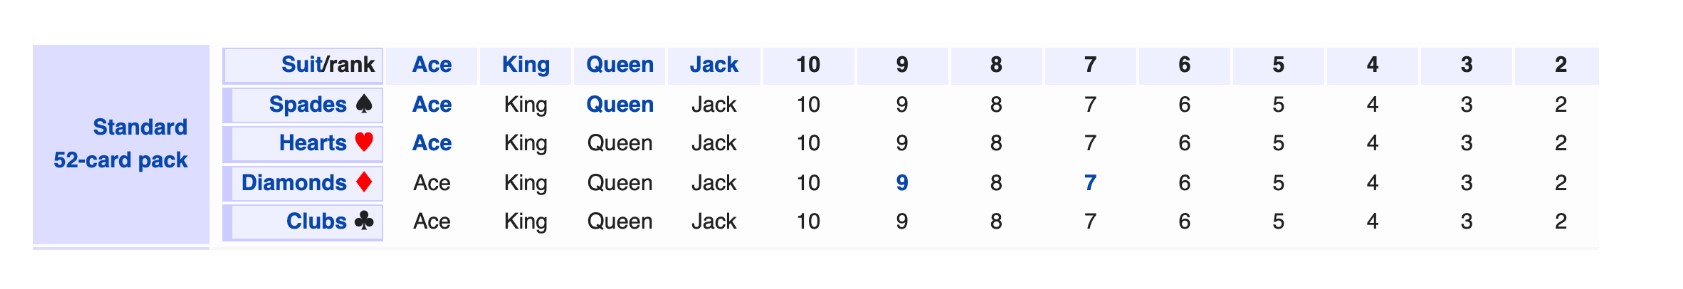 Standard
52-card pack
Suit/rank Ace King Queen Jack 10 9 8 7 6 5 4 3 2
Spades ♠ Ace King Queen Jack 10 9 8 7 6 5 4 3 2
Hearts ♥ Ace King Queen Jack 10 9 8 7 6 5 4 3 2
Diamonds ♦ Ace King Queen Jack 10 9 8 7 6 5 4 3 2
Clubs ♣ Ace King Queen Jack 10 9 8 7 6 5 4 3 2